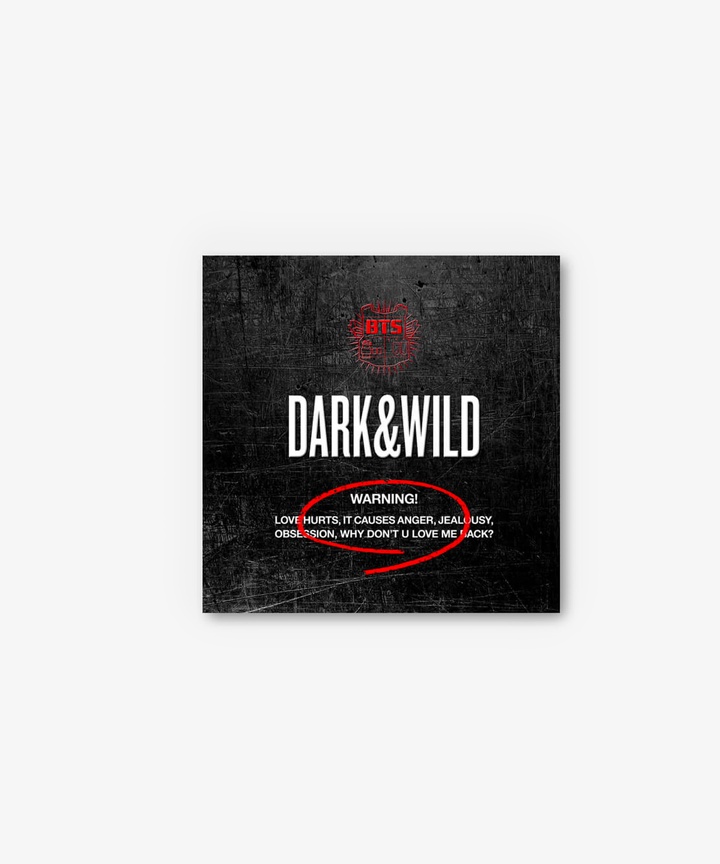 BTS
DARK&WILD
WARNING!
LOVE HURTS, IT CAUSES ANGER, JEALOUSY,
OBSESSION, WHY DON'T U LOVE ME BACK?